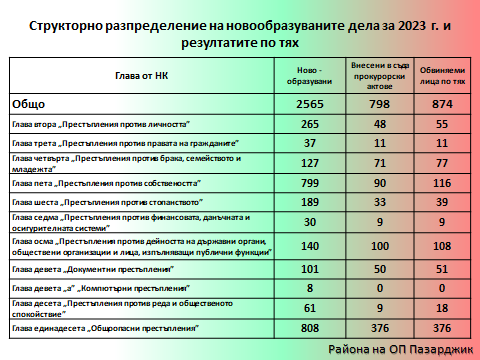 Структорно разпределение на новообразуваните дела за 2023 г. и
резултатите по тях
Глава от НК
Ново -
образувани
Внесени в съда
прокурорски
актове
Обвиняеми
лица по тях
Общо 2565 798 874
Глава втора „Престъпления против личността" 265 48 55
Глава трета „Престъпления против правата на гражданите" 37 11 11
Глава четвърта „Престъпления против брака, семейството и
младежта" 127 71 77
Глава пета „Престъпления против собствеността" 799 90 116
Глава шеста „Престъпления против стопанството" 189 33 39
Глава седма „Престъпления против финансовата, данъчната и
осигурителната системи" 30 9 9
Глава осма „Престъпления против дейността на държавни органи,
обществени организации и лица, изпълняващи публични функции" 140 100 108
Глава девета „Документни престъпления" 101 50 51
Глава девета „а" „Компютърни престъпления" 8 0 0
Глава десета „Престъпления против реда и общественото
спокойствие" 61 9 18
Глава единадесета „Общоопасни престъпления" 808 376 376
Района на ОП Пазарджик